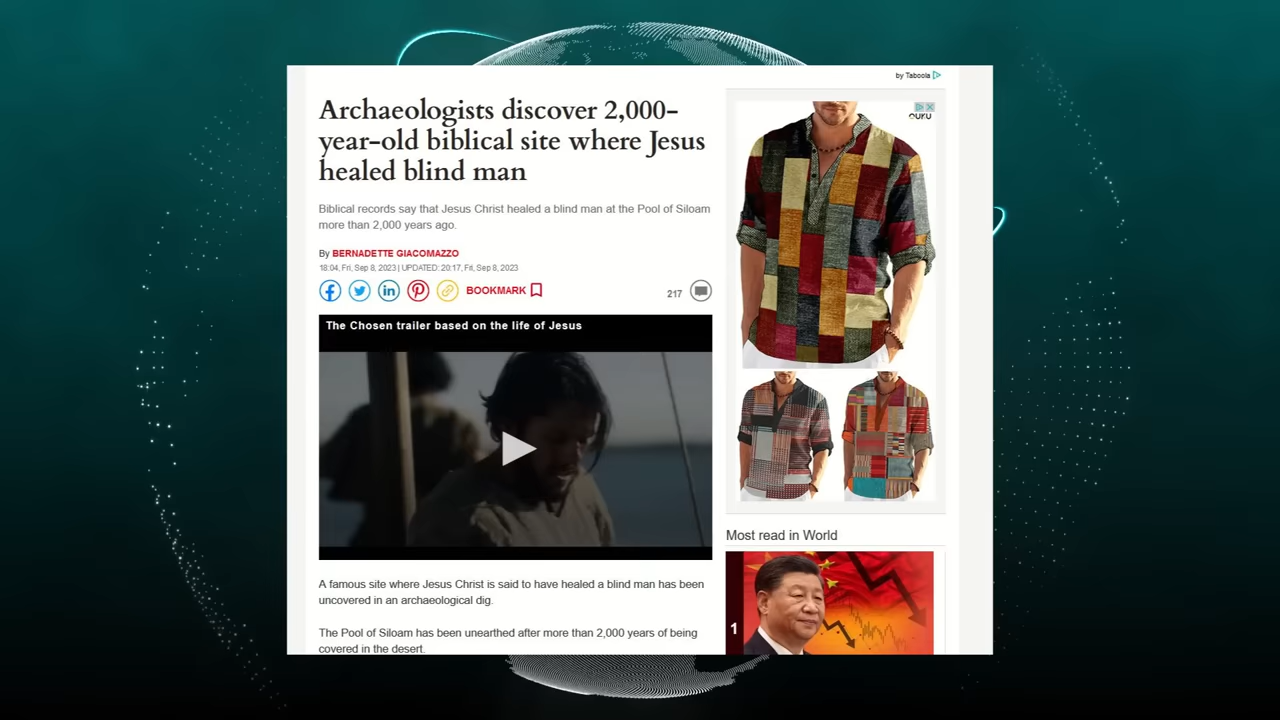 by Taboola
Archaeologists discover 2,000-
year-old biblical site where Jesus
healed blind man
Biblical records say that Jesus Christ healed a blind man at the Pool of Siloam
more than 2,000 years ago.
By BERNADETTE GIACOMAZZO
18:04, Fri, Sep 8, 2023 | UPDATED: 20:17, Fri, Sep 8, 2023
BOOKMARK
217
The Chosen trailer based on the life of Jesus
A famous site where Jesus Christ is said to have healed a blind man has been
uncovered in an archaeological dig.
The Pool of Siloam has been unearthed after more than 2,000 years of being
covered in the desert.
Most read in World
1